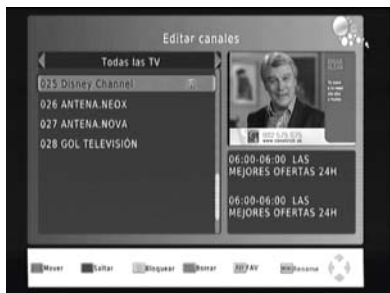 Editar canales
Todas las TV
025 Disney Channel
026 ANTENA.NEOX
027 ANTENA.NOVA
028 GOL TELEVISIÓN
06:00-06:00 LAS
MEJORES OFERTAS 24H
06:00-06:00 LAS
MEJORES OFERTAS 24H
Mover
Saltar
Bloquear
Borrar
FAV
Rename